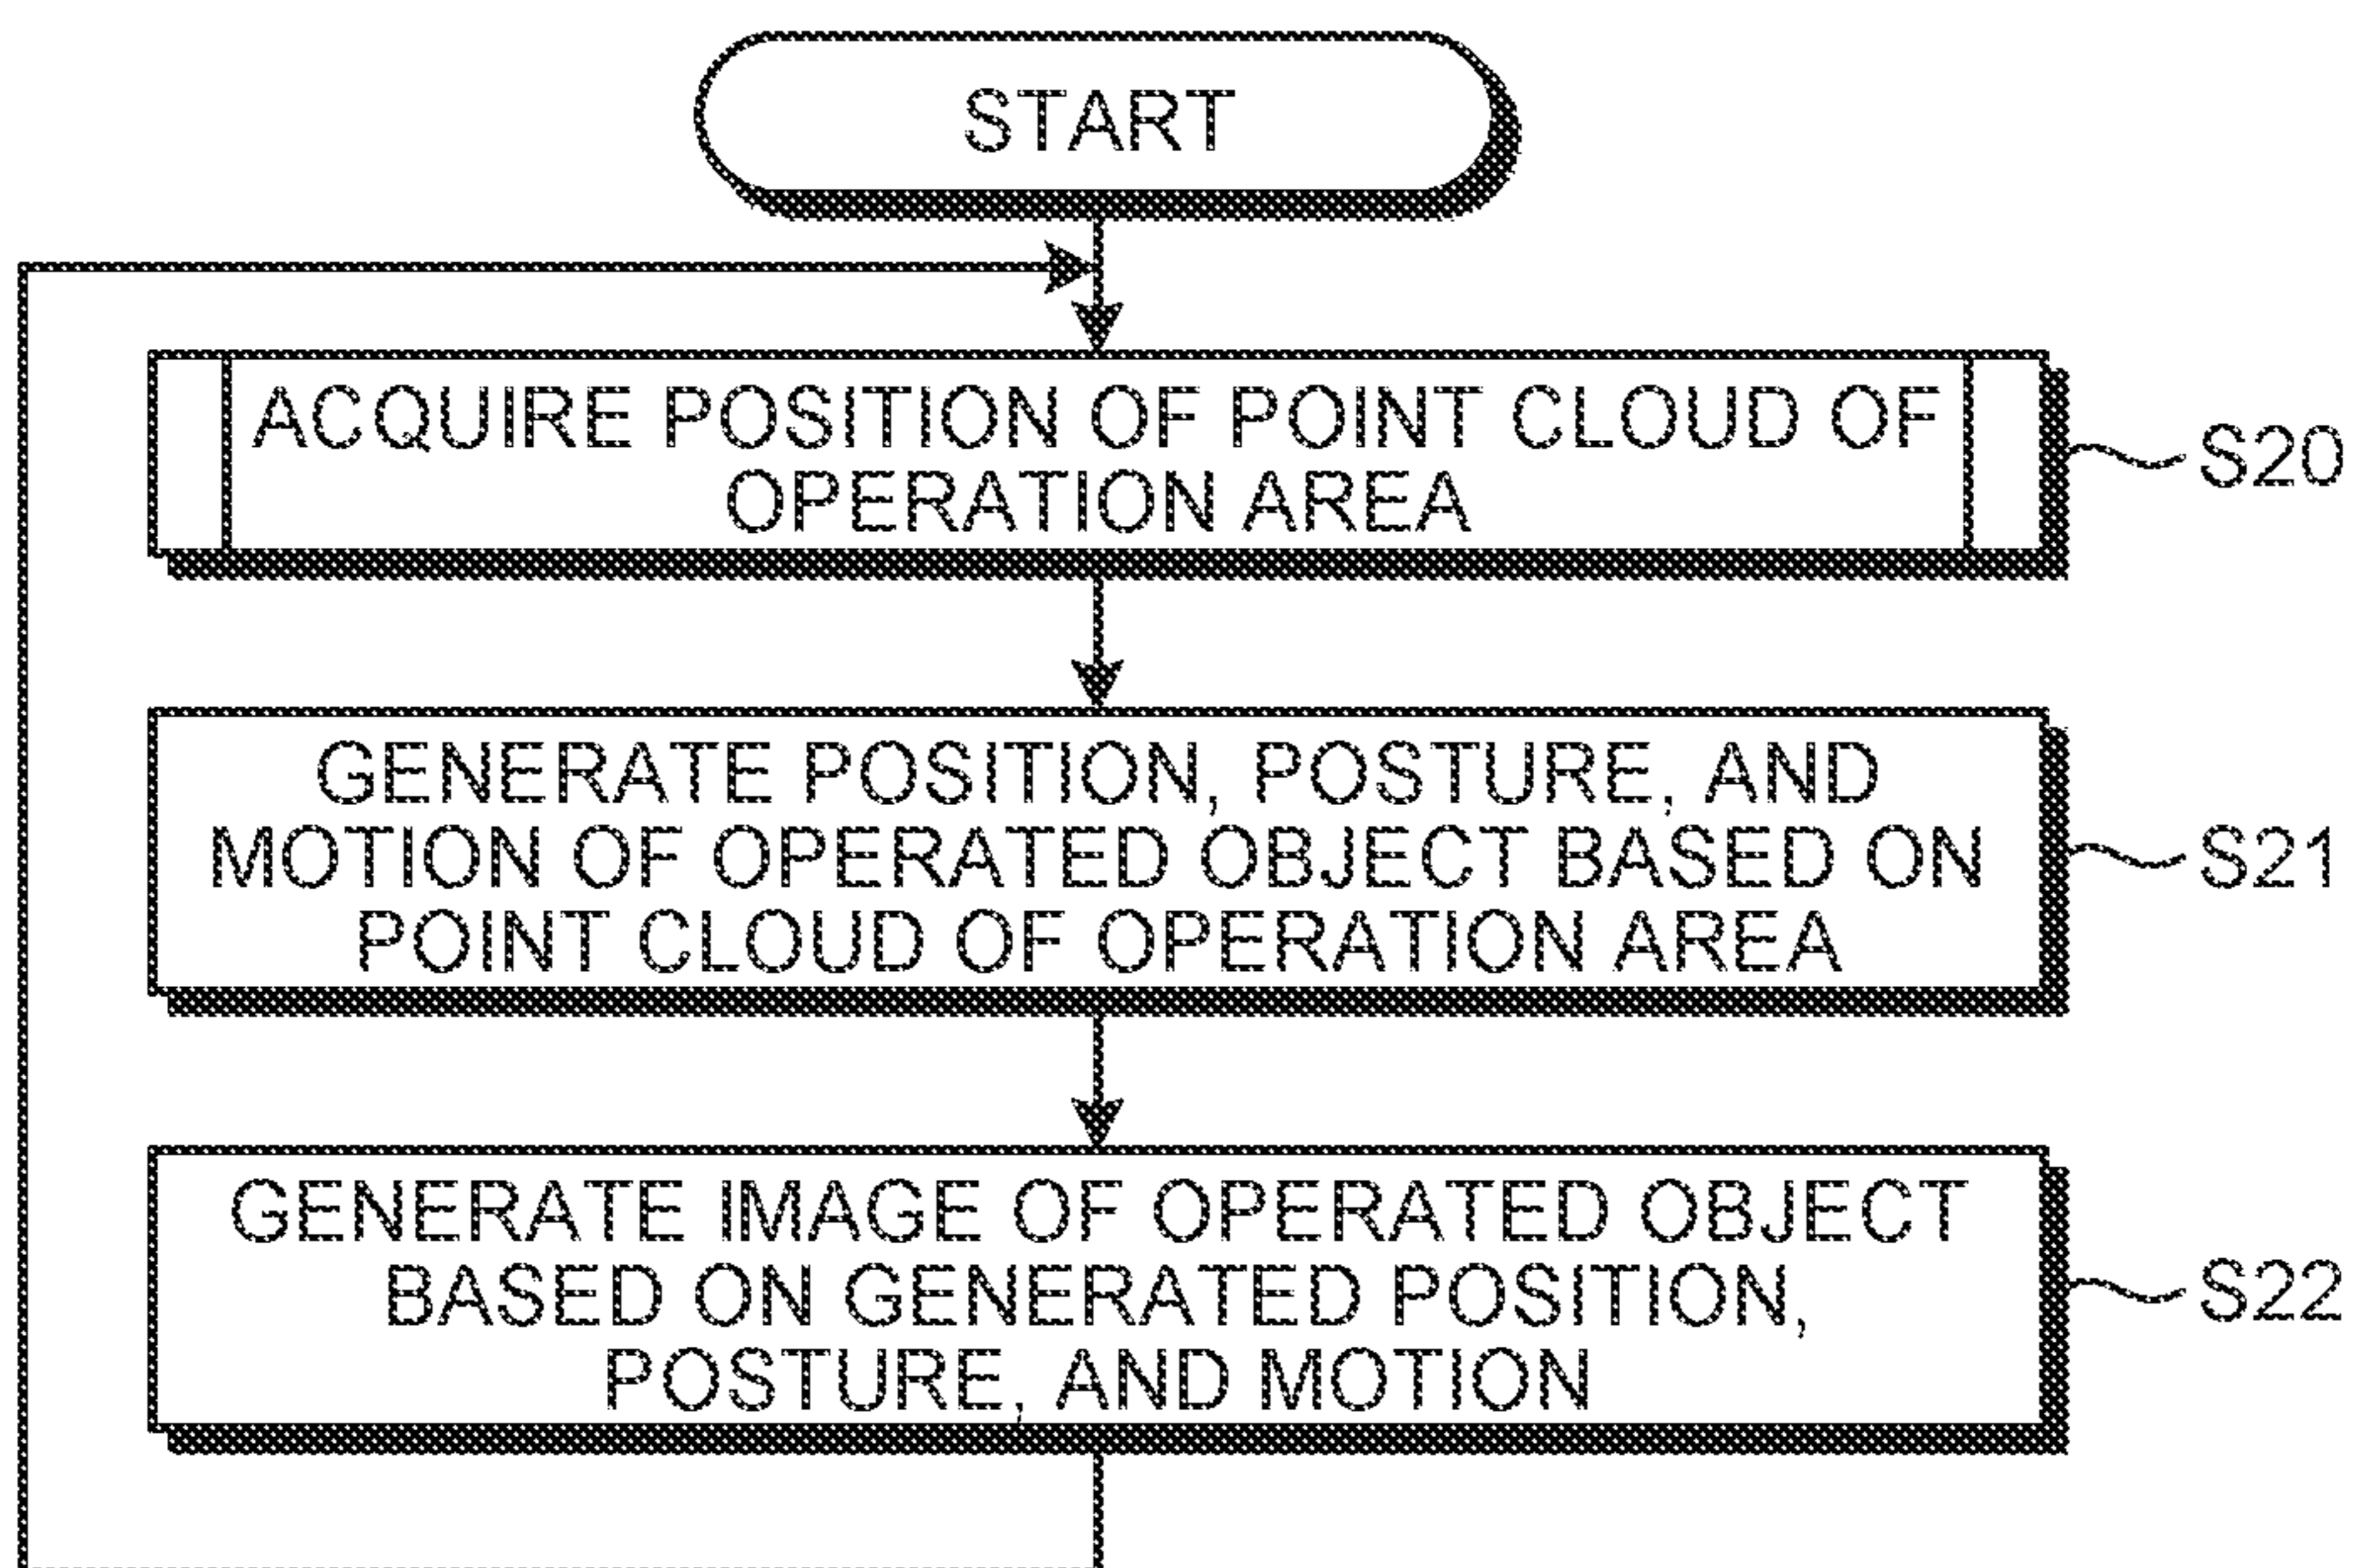 START
ACQUIRE POSITION OF POINT CLOUD OF
OPERATION AREA
S20
GENERATE POSITION, POSTURE, AND
MOTION OF OPERATED OBJECT BASED ON
POINT CLOUD OF OPERATION AREA
S21
GENERATE IMAGE OF OPERATED OBJECT
BASED ON GENERATED POSITION,
POSTURE, AND MOTION
S22